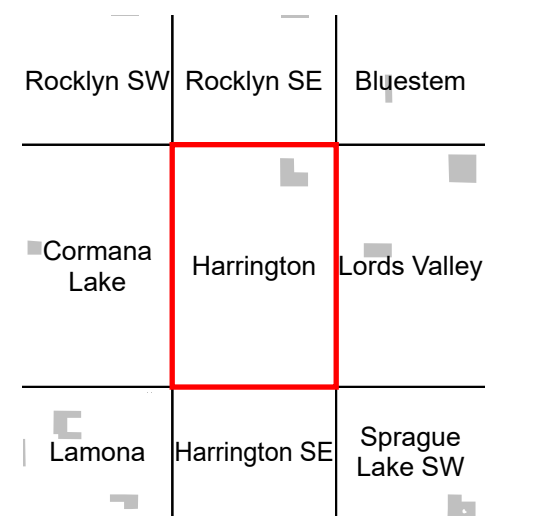 Rocklyn SW
Rocklyn SE
Bluestem
Cormana
Lake
Harrington
Lords Valley
Lamona
Harrington SE
Sprague
Lake SW